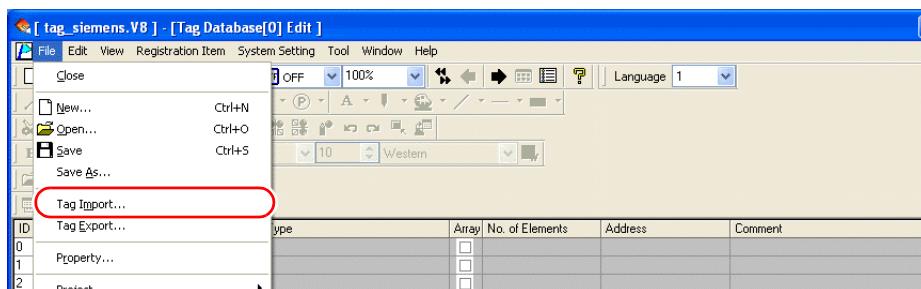 [ tag_siemens.V8 ] - [Tag Database[0] Edit ]
File Edit View Registration Item System Setting Tool Window Help
Close OFF 100% Language 1
New... Ctrl+N
Open... Ctrl+O
Save Ctrl+S 10 Western
Save As...
Tag Import...
Tag Export...
ID ype Array No. of Elements Address Comment
0
Property...
1
2